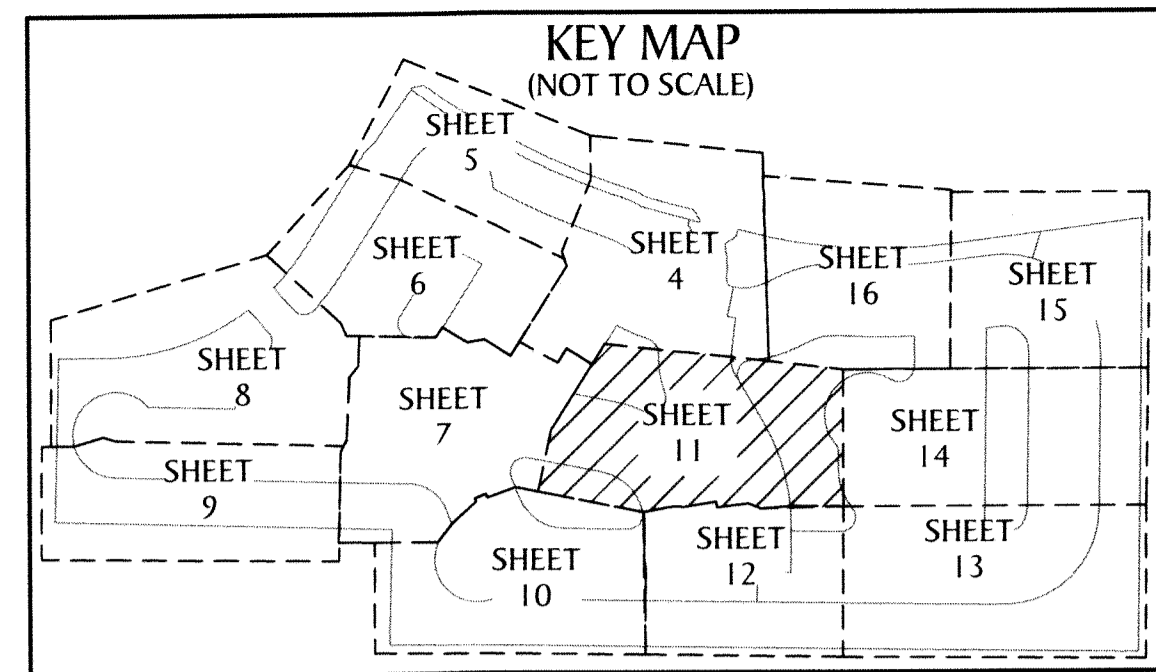 KEY MAP
(NOT TO SCALE)
SHEET
5
SHEET
4
SHEET
6
SHEET
16
SHEET
15
SHEET
8
SHEET
7
SHEET
11
SHEET
14
SHEET
9
SHEET
10
SHEET
12
SHEET
13